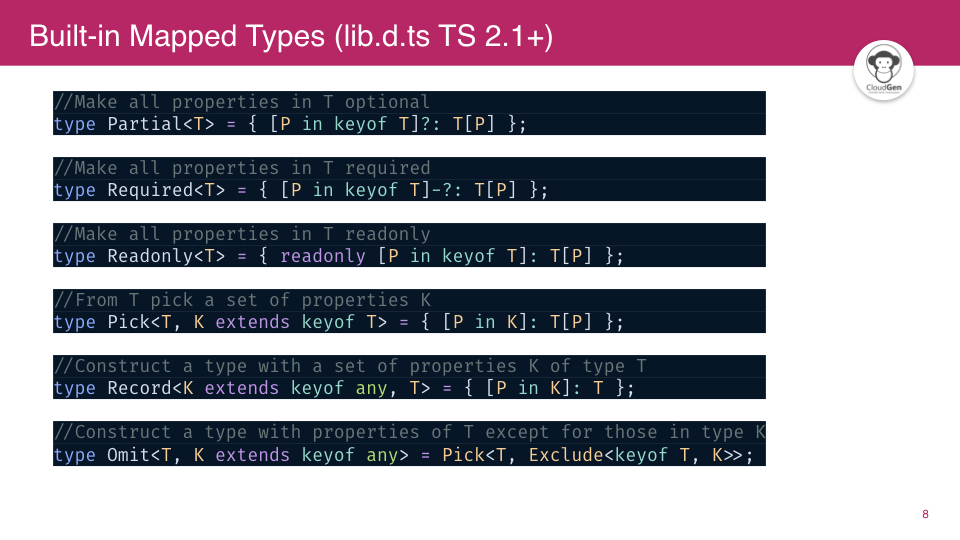 Built-in Mapped Types (lib.d.ts TS 2.1+)
CloudGen
//Make all properties in T optional
type Partial<T> = { [P in keyof T]?: T[P] };
//Make all properties in T required
type Required<T> = { [P in keyof T]-?: T[P] };
//Make all properties in T readonly
type Readonly<T> = { readonly [P in keyof T]: T[P] };
//From T pick a set of properties K
type Pick<T, K extends keyof T> = { [P in K]: T[P] };
//Construct a type with a set of properties K of type T
type Record<K extends keyof any, T> = { [P in K]: T };
//Construct a type with properties of T except for those in type K
type Omit<T, K extends keyof any> = Pick<T, Exclude<keyof T, K>>;
8